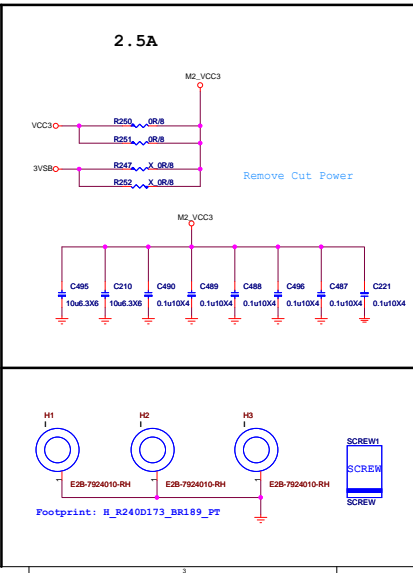 2.5A
M2_VCC3
VCC3
R250 0R/8
R251 0R/8
3VSB
R247 X_0R/8
R252 X_0R/8
Remove Cut Power
M2_VCC3
C495 C210 C490 C489 C488 C496 C487 C221
10u6.3X6 10u6.3X6 0.1u10X4 0.1u10X4 0.1u10X4 0.1u10X4 0.1u10X4 0.1u10X4
H1 H2 H3
SCREW1
SCREW
1 1 1
E2B-7924010-RH E2B-7924010-RH E2B-7924010-RH
SCREW
Footprint: H_R240D173_BR189_PT
3